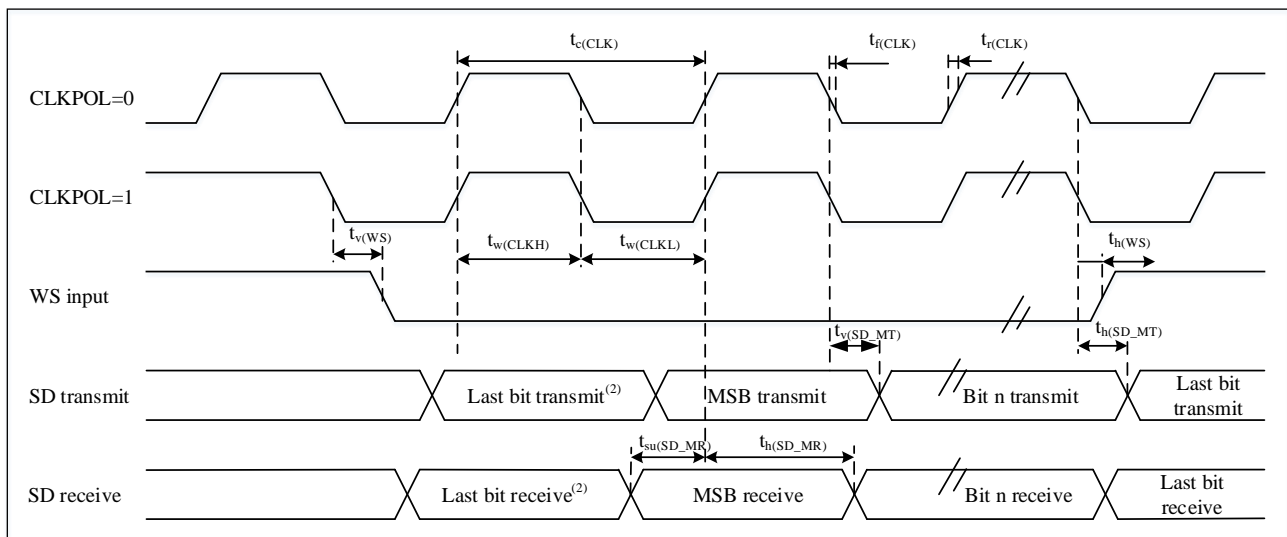 t_c(CLK)
t_f(CLK)
t_r(CLK)
CLKPOL=0
CLKPOL=1
t_v(WS)
t_w(CLKH)
t_w(CLKL)
t_h(WS)
WS input
t_v(SD_MT)
t_h(SD_MT)
SD transmit
Last bit transmit(2)
MSB transmit
Bit n transmit
Last bit
transmit
t_su(SD_MR)
t_h(SD_MR)
SD receive
Last bit receive(2)
MSB receive
Bit n receive
Last bit
receive